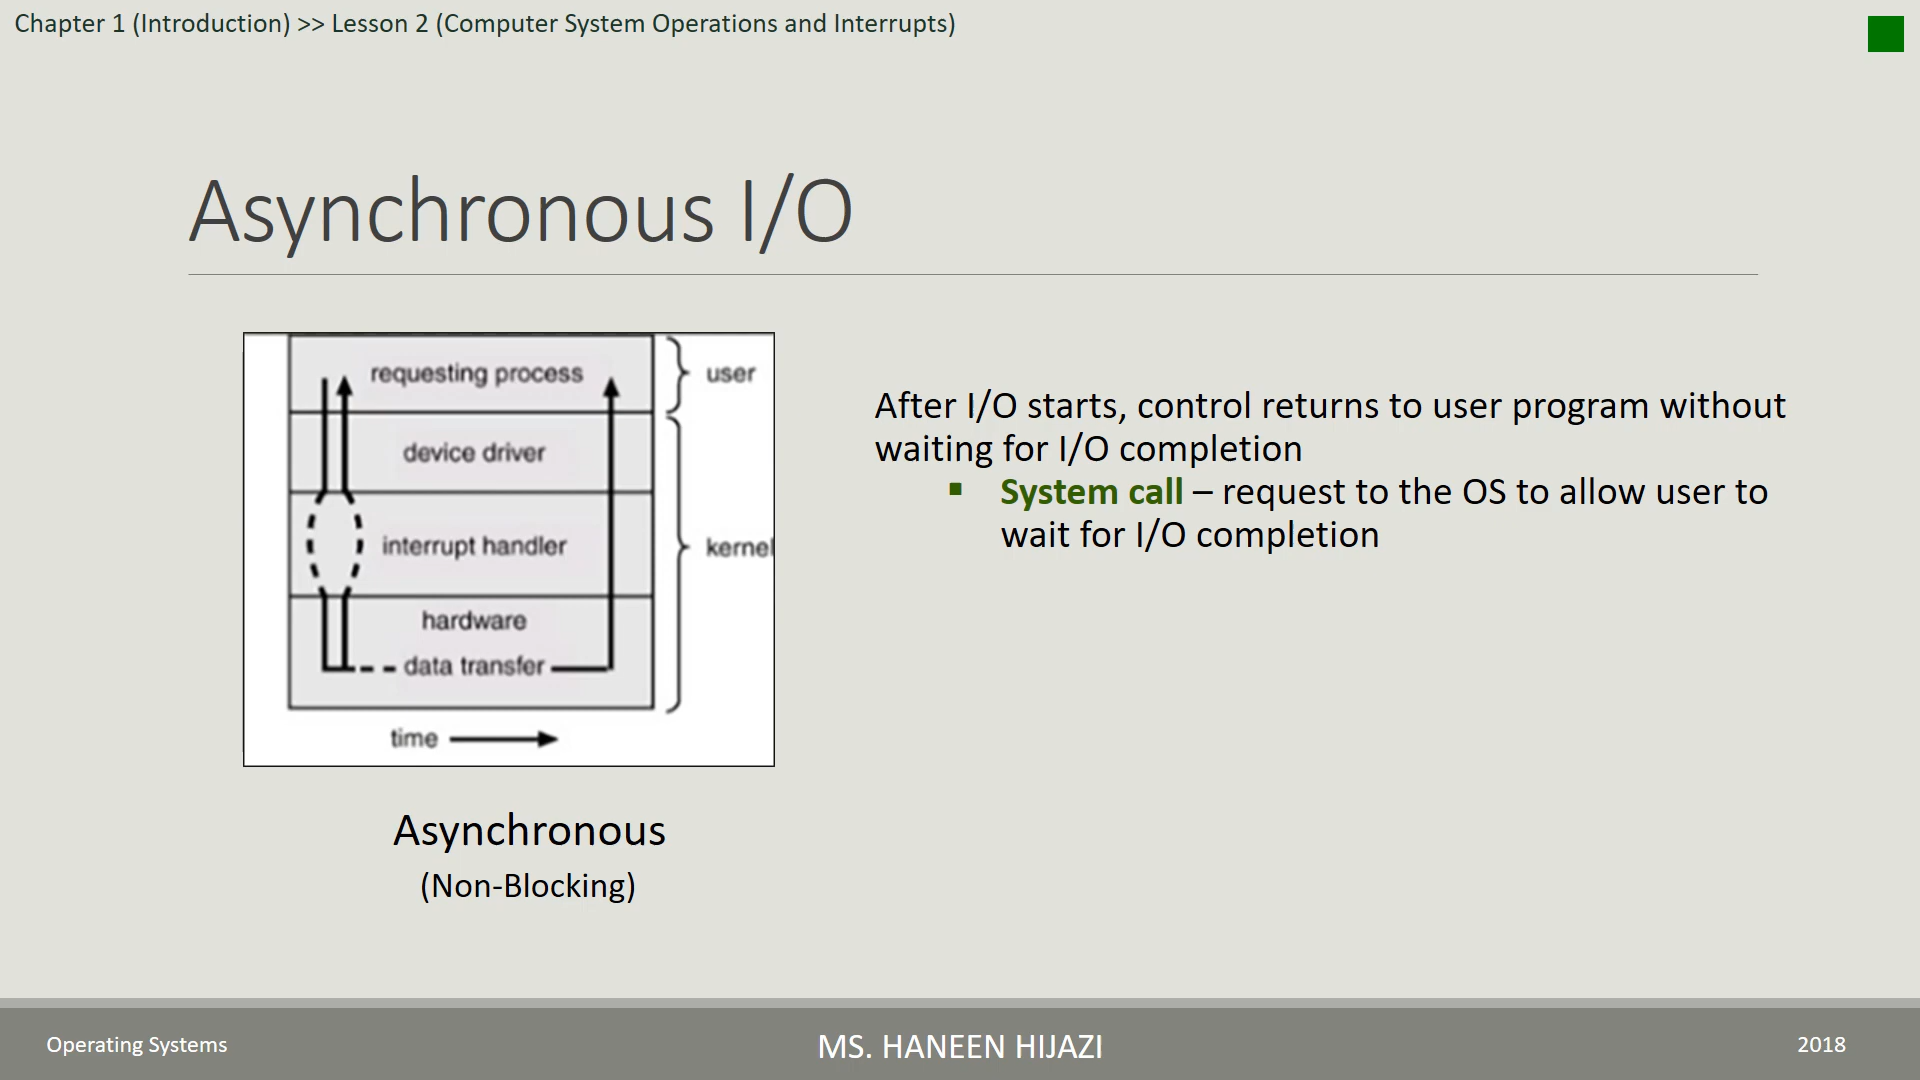 Chapter 1 (Introduction) >> Lesson 2 (Computer System Operations and Interrupts)
Asynchronous I/O
requesting process
user
device driver
interrupt handler
kernel
hardware
data transfer
time
Asynchronous
(Non-Blocking)
After I/O starts, control returns to user program without
waiting for I/O completion
▪ System call – request to the OS to allow user to
wait for I/O completion
Operating Systems
MS. HANEEN HIJAZI
2018